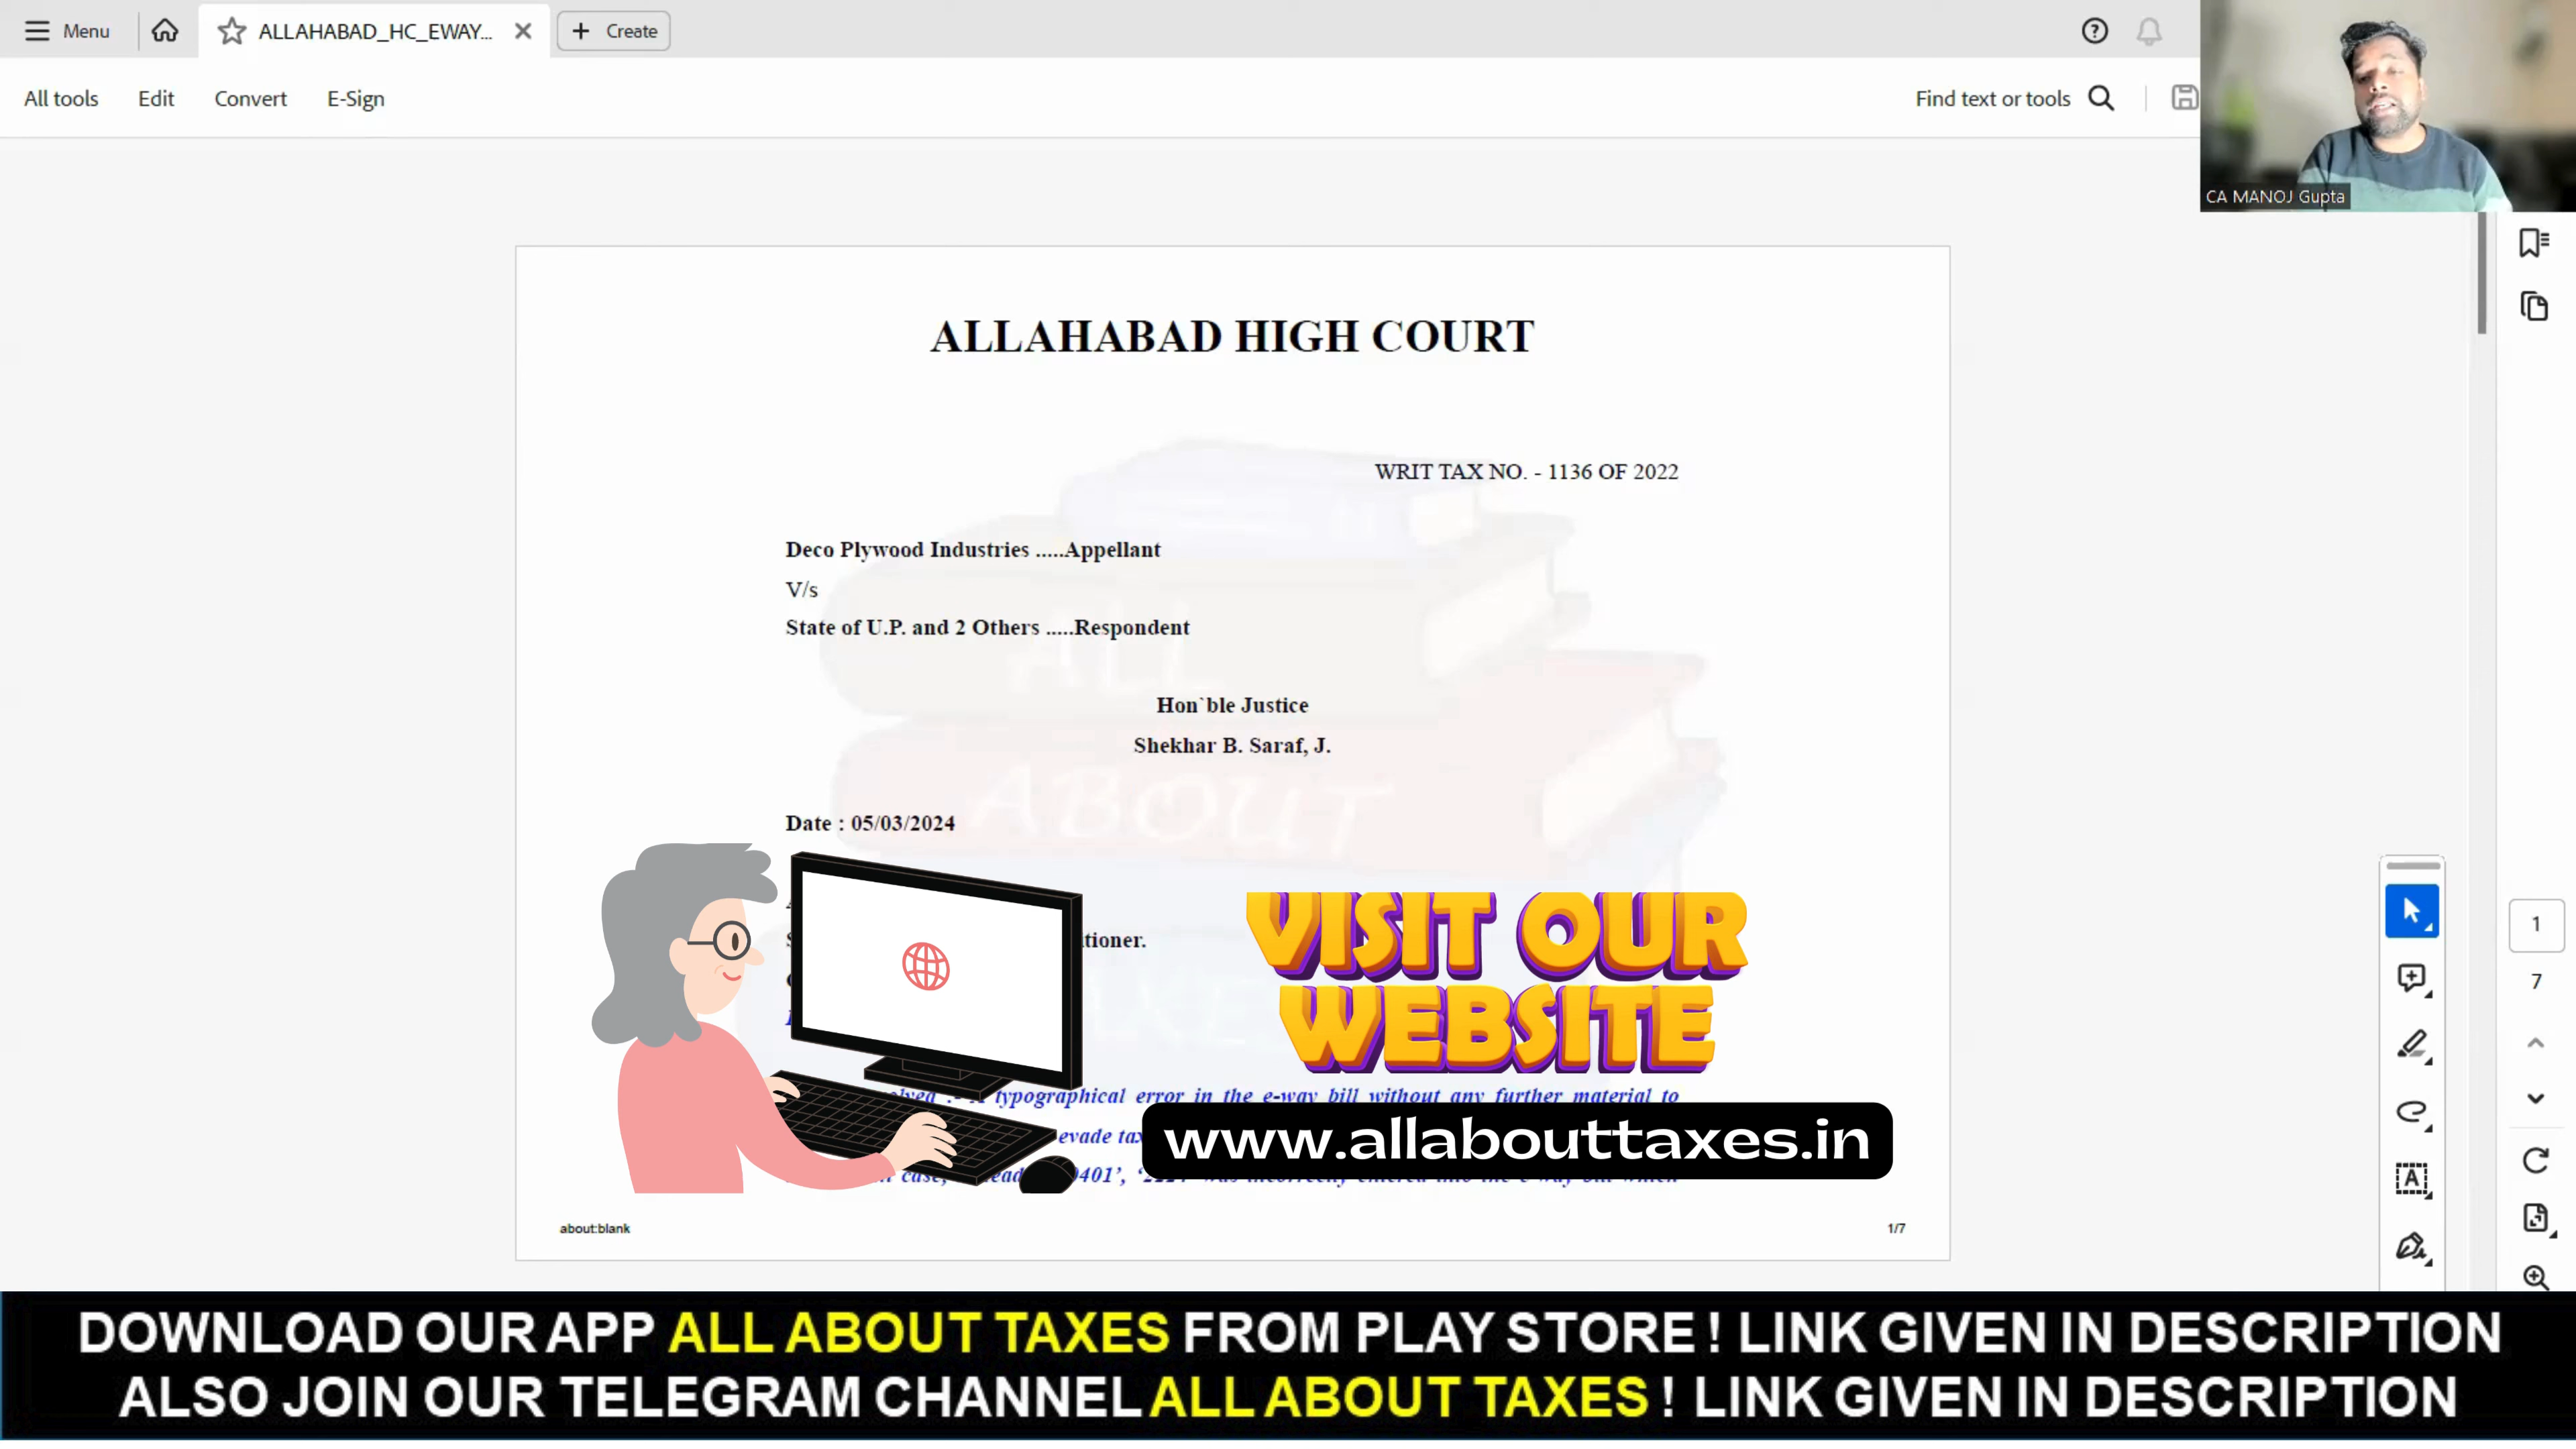 Menu
ALLAHABAD_HC_EWAY...
Create
All tools
Edit
Convert
E-Sign
Find text or tools
CA MANOJ Gupta
ALLAHABAD HIGH COURT
WRIT TAX NO. - 1136 OF 2022
Deco Plywood Industries .....Appellant
V/s
State of U.P. and 2 Others .....Respondent
Hon`ble Justice
Shekhar B. Saraf, J.
Date : 05/03/2024
ALL
ABOUT
tioner.
VISIT OUR
WEBSITE
typographical error in the e-way bill without any further material to
evade tax
www.allabouttaxes.in
case,
about:blank
1/7
1
7
DOWNLOAD OUR APP ALL ABOUT TAXES FROM PLAY STORE ! LINK GIVEN IN DESCRIPTION
ALSO JOIN OUR TELEGRAM CHANNEL ALL ABOUT TAXES ! LINK GIVEN IN DESCRIPTION